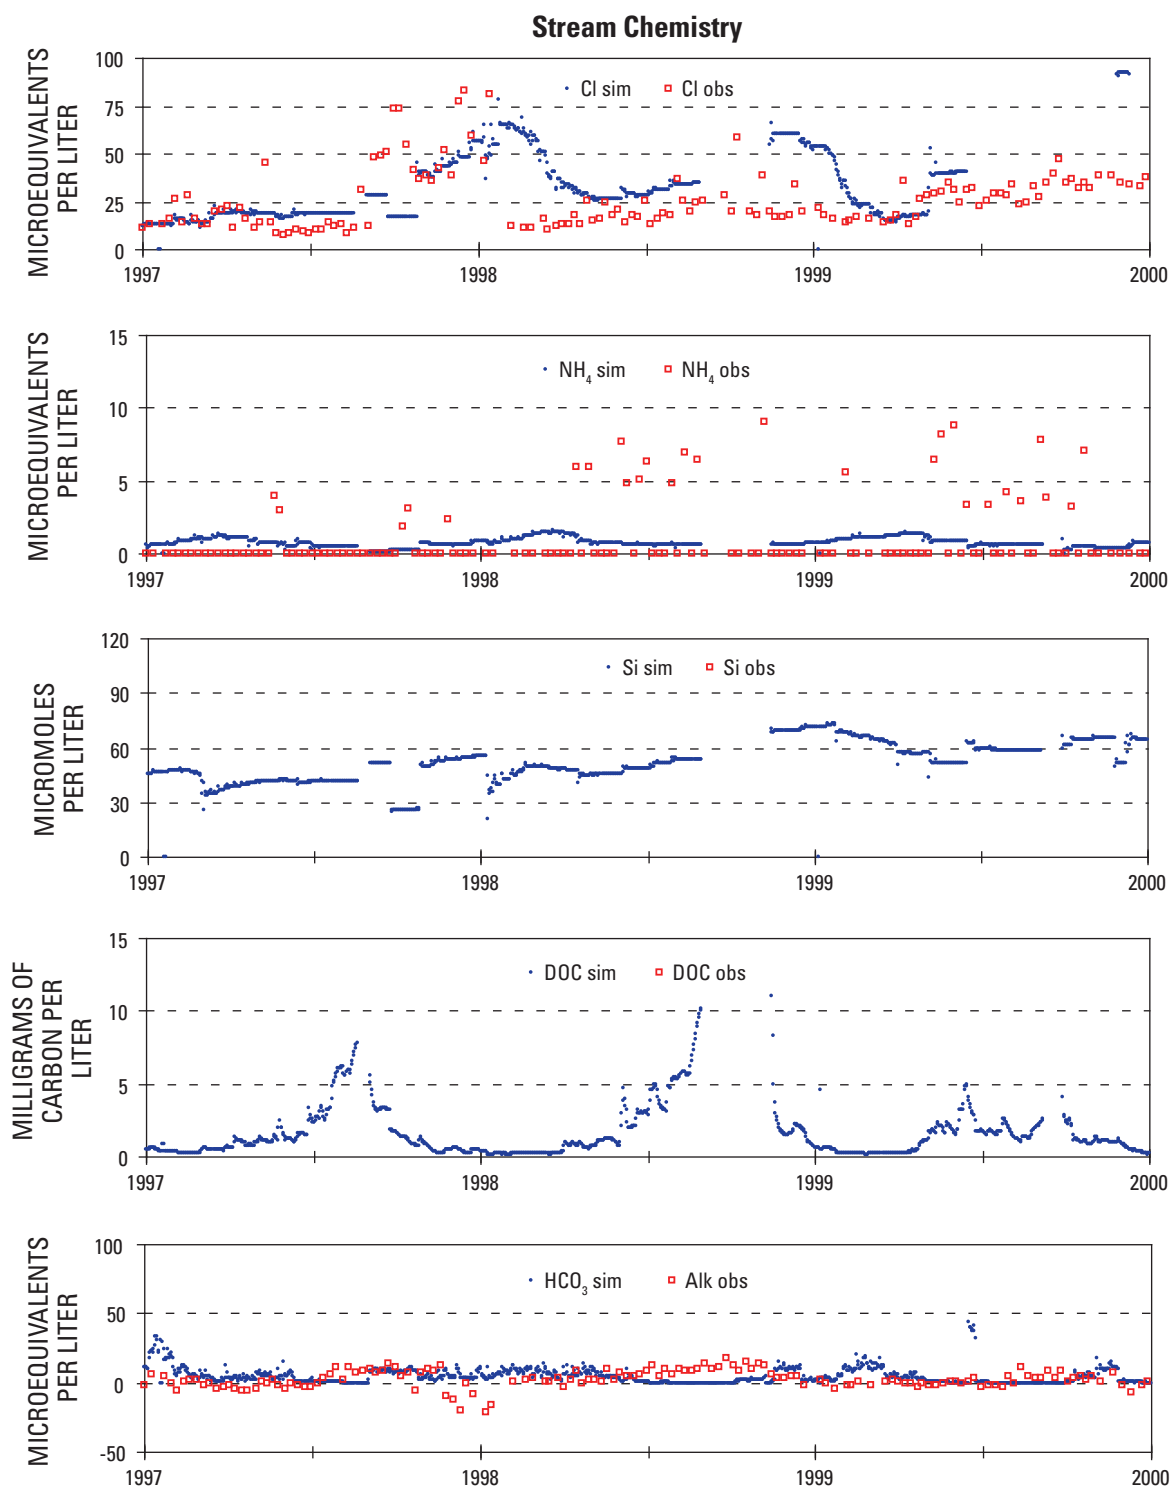 Stream Chemistry
MICROEQUIVALENTS
PER LITER
100
75
50
25
0
Cl sim
Cl obs
1997
1998
1999
2000
MICROEQUIVALENTS
PER LITER
15
10
5
0
NH4 sim
NH4 obs
1997
1998
1999
2000
MICROMOLES
PER LITER
120
90
60
30
0
Si sim
Si obs
1997
1998
1999
2000
MILLIGRAMS OF
CARBON PER
LITER
15
10
5
0
DOC sim
DOC obs
1997
1998
1999
2000
MICROEQUIVALENTS
PER LITER
100
50
0
-50
HCO3 sim
Alk obs
1997
1998
1999
2000